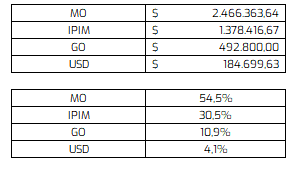 MO $ 2.466.363,64
IPIM $ 1.378.416,67
GO $ 492.800,00
USD $ 184.699,63
MO 54,5%
IPIM 30,5%
GO 10,9%
USD 4,1%